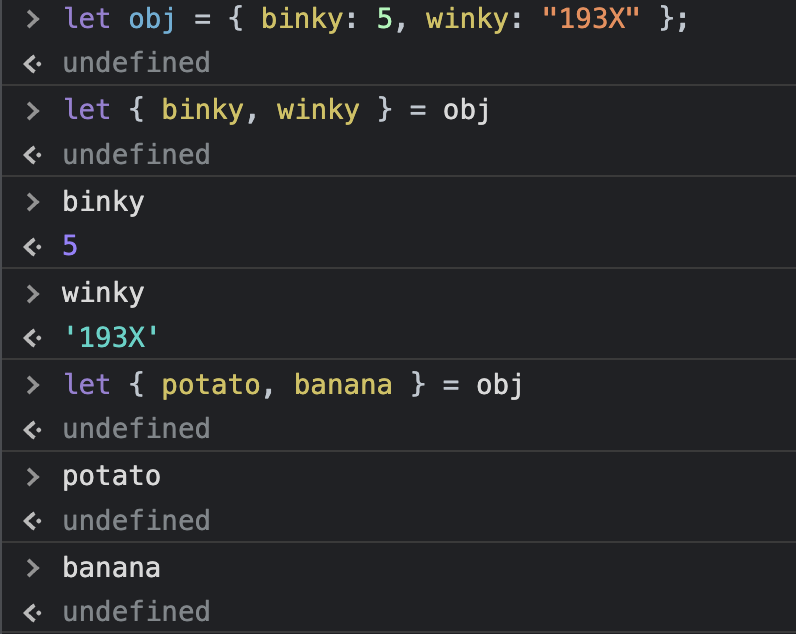 > let obj = { binky: 5, winky: "193X" };
<· undefined
> let { binky, winky } = obj
<· undefined
> binky
<· 5
> winky
<· '193X'
> let { potato, banana } = obj
<· undefined
> potato
<· undefined
> banana
<· undefined